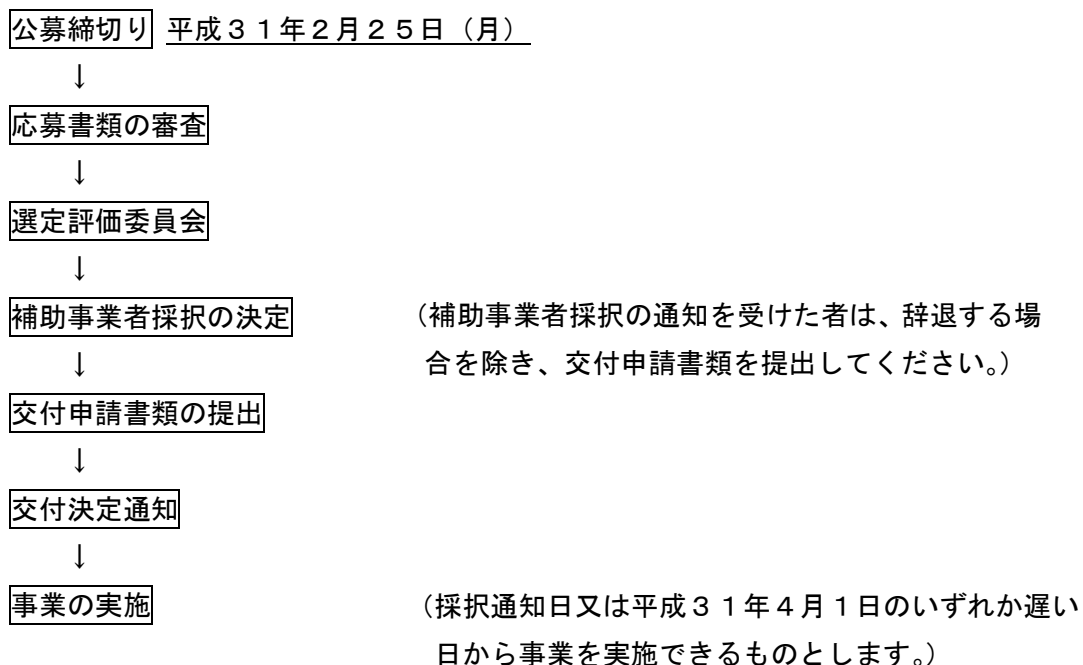 公募締切り 平成３１年２月２５日（月）
↓
応募書類の審査
↓
選定評価委員会
↓
補助事業者採択の決定 （補助事業者採択の通知を受けた者は、辞退する場
合を除き、交付申請書類を提出してください。）
↓
交付申請書類の提出
↓
交付決定通知
↓
事業の実施 （採択通知日又は平成３１年４月１日のいずれか遅い
日から事業を実施できるものとします。）